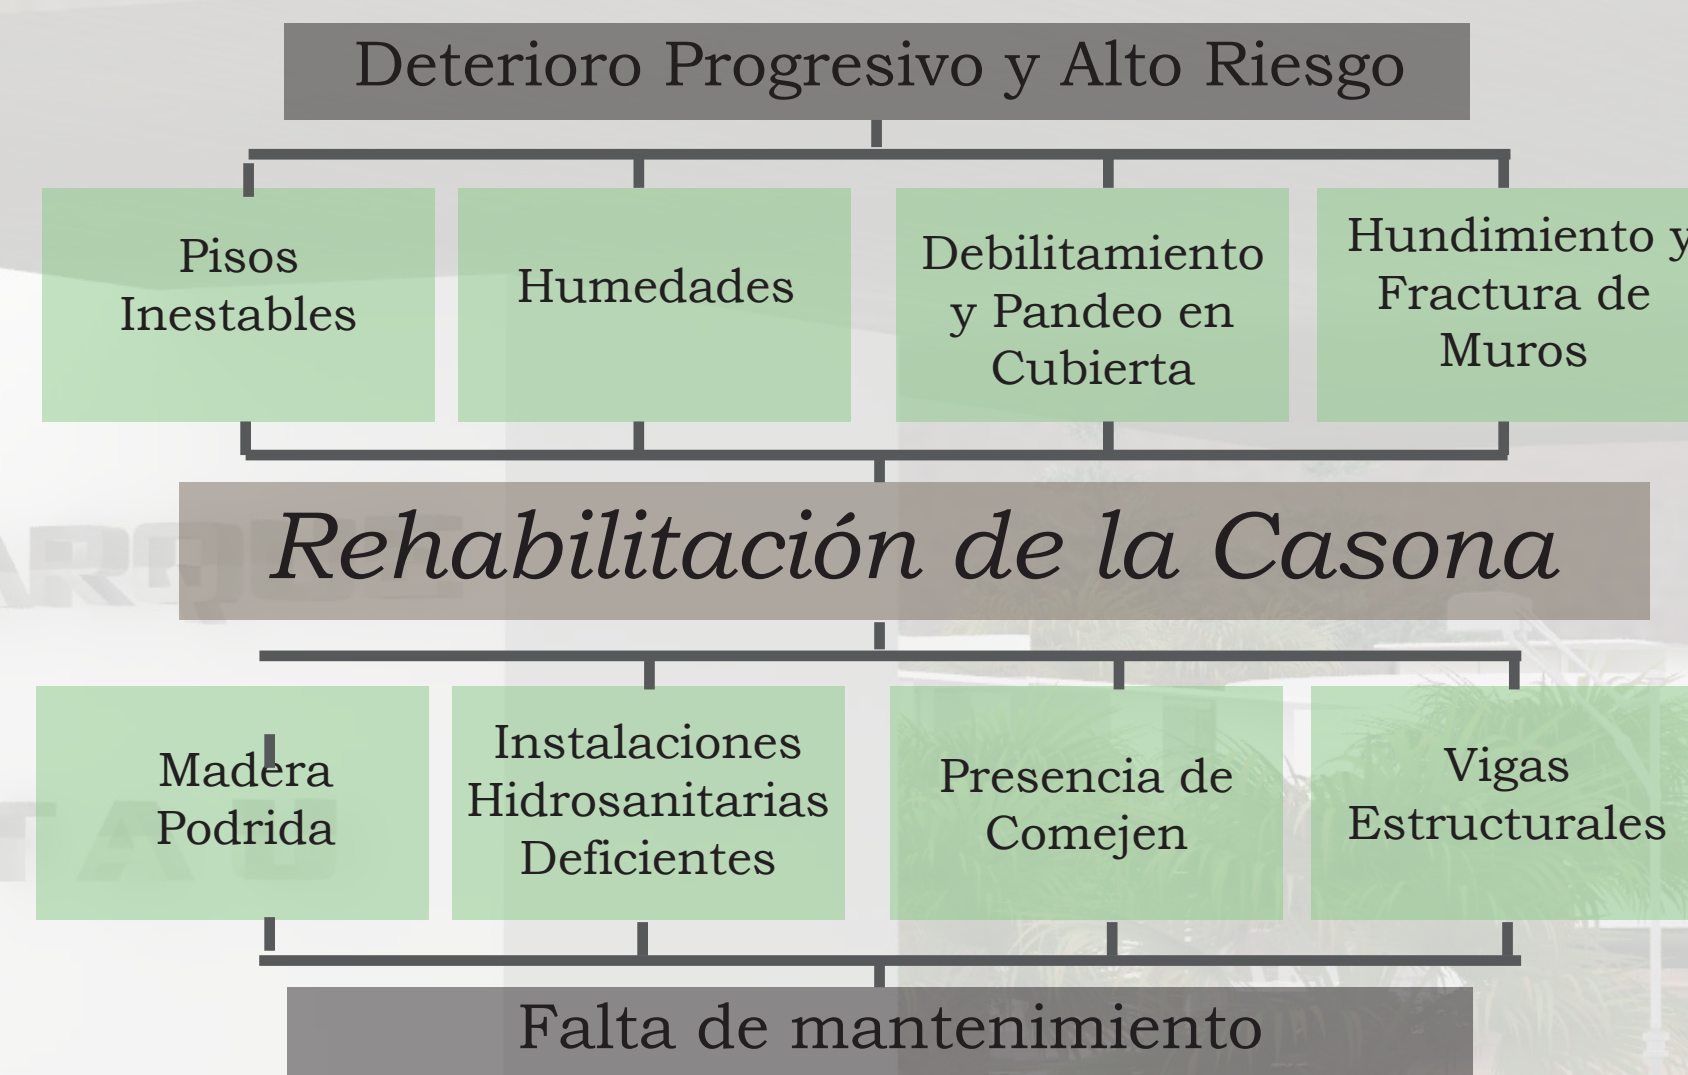 Deterioro Progresivo y Alto Riesgo
Pisos
Inestables
Humedades
Debilitamiento
y Pandeo en
Cubierta
Hundimiento y
Fractura de
Muros
Rehabilitación de la Casona
Madera
Podrida
Instalaciones
Hidrosanitarias
Deficientes
Presencia de
Comejen
Vigas
Estructurales
Falta de mantenimiento